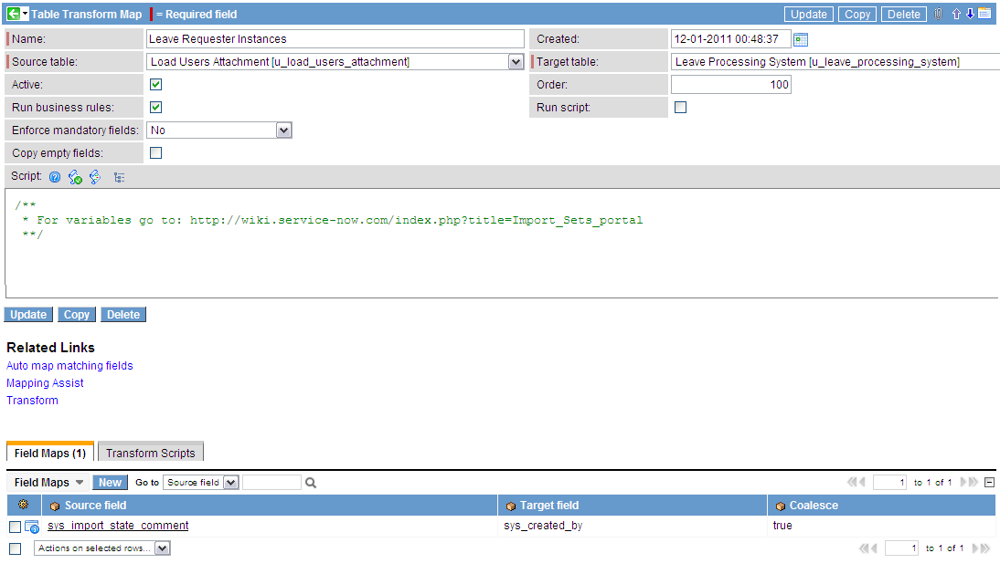 Table Transform Map = Required field Update Copy Delete
Name: Leave Requester Instances Created: 12-01-2011 00:48:37
Source table: Load Users Attachment [u_load_users_attachment] Target table: Leave Processing System [u_leave_processing_system]
Active: Order: 100
Run business rules: Run script:
Enforce mandatory fields: No
Copy empty fields:
Script:
/**
* For variables go to: http://wiki.service-now.com/index.php?title=Import_Sets_portal
**/
Update Copy Delete
Related Links
Auto map matching fields
Mapping Assist
Transform
Field Maps (1) Transform Scripts
Field Maps New Go to Source field 1 to 1 of 1
Source field Target field Coalesce
sys_import_state_comment sys_created_by true
Actions on selected rows... 1 to 1 of 1